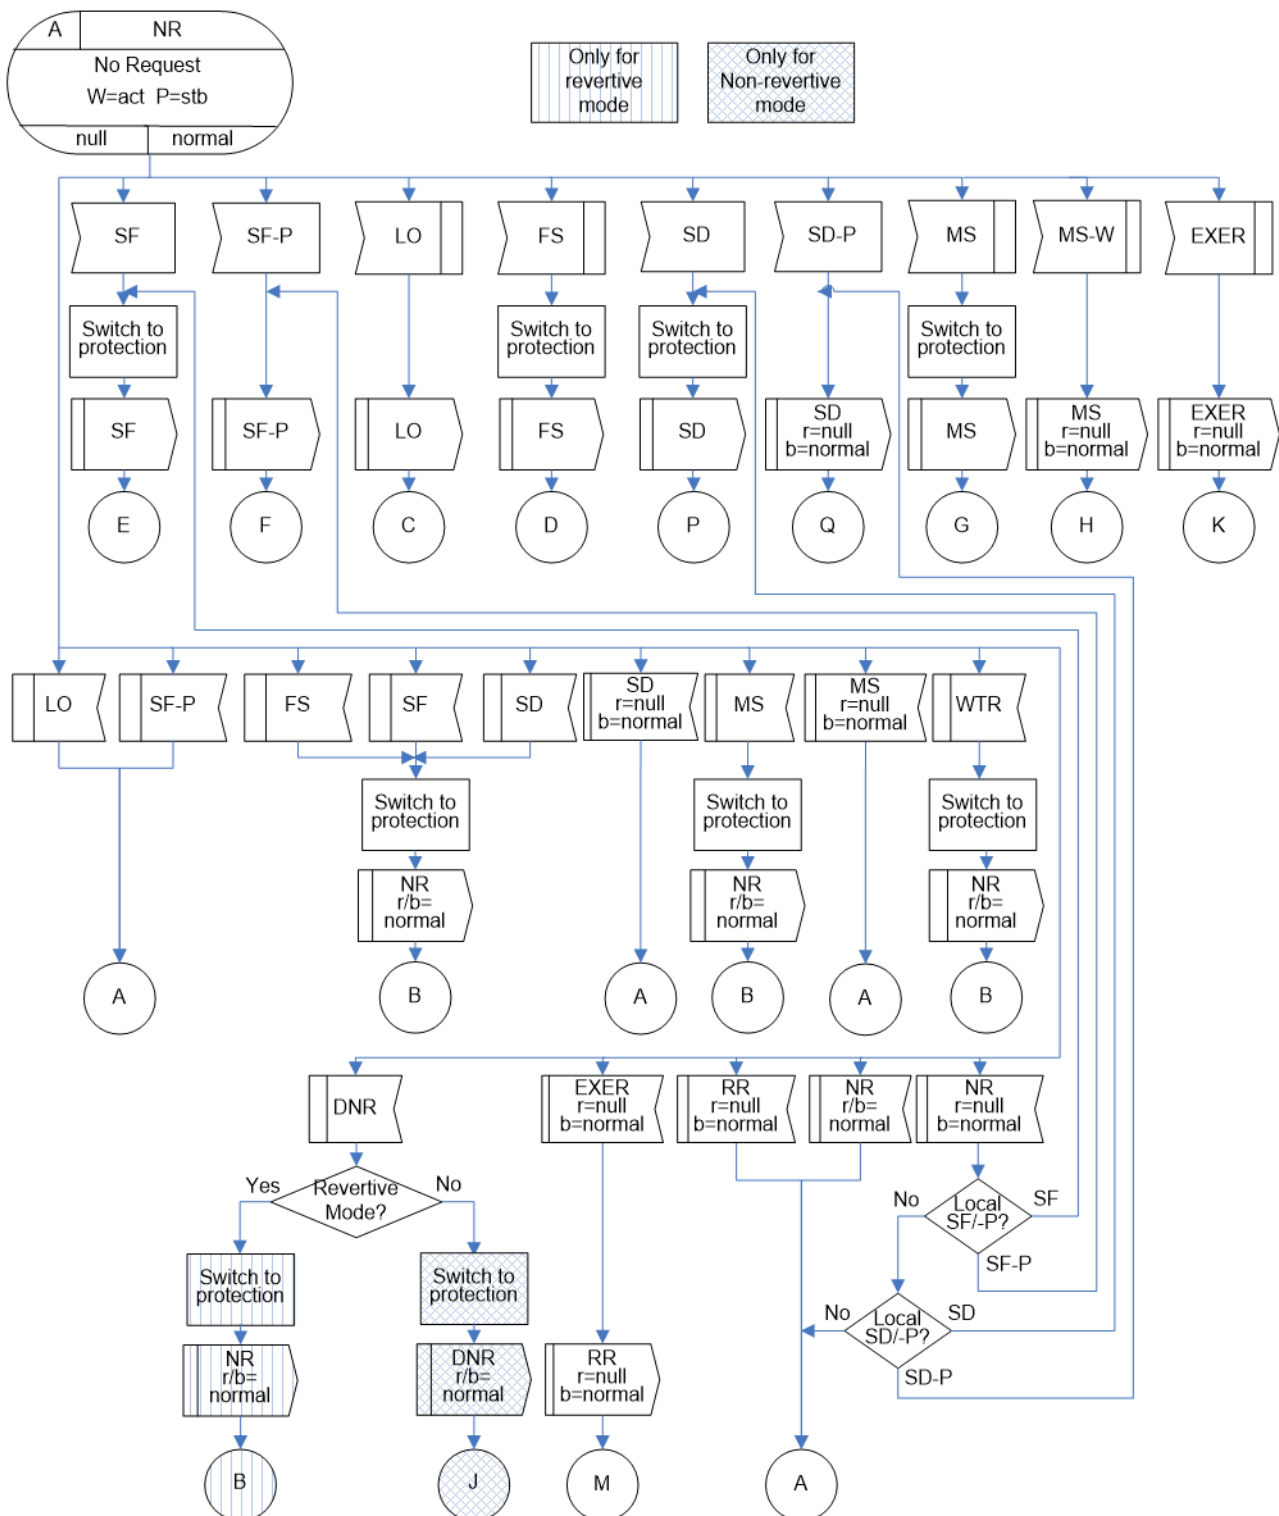 A NR
No Request
W=act P=stb
null normal
Only for
revertive
mode
Only for
Non-revertive
mode
SF
SF-P
LO
FS
SD
SD-P
MS
MS-W
EXER
Switch to
protection
Switch to
protection
Switch to
protection
Switch to
protection
SF
SF-P
LO
FS
SD
SD
r=null
b=normal
MS
MS
r=null
b=normal
EXER
r=null
b=normal
E
F
C
D
P
Q
G
H
K
LO
SF-P
FS
SF
SD
SD
r=null
b=normal
MS
MS
r=null
b=normal
WTR
Switch to
protection
Switch to
protection
Switch to
protection
NR
r/b=
normal
NR
r/b=
normal
NR
r/b=
normal
A
B
A
B
A
B
DNR
EXER
r=null
b=normal
RR
r=null
b=normal
NR
r/b=
normal
NR
r=null
b=normal
Yes
Revertive
Mode?
No
No
Local
SF/-P?
SF
SF-P
Switch to
protection
Switch to
protection
No
Local
SD/-P?
SD
SD-P
NR
r/b=
normal
DNR
r/b=
normal
RR
r=null
b=normal
B
J
M
A